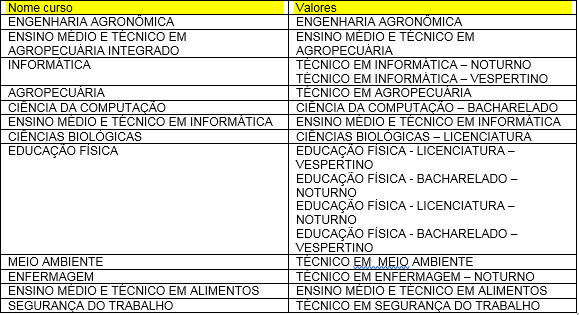 Nome curso
Valores
ENGENHARIA AGRONÔMICA
ENGENHARIA AGRONÔMICA
ENSINO MÉDIO E TÉCNICO EM
AGROPECUÁRIA INTEGRADO
ENSINO MÉDIO E TÉCNICO EM
AGROPECUÁRIA
INFORMÁTICA
TÉCNICO EM INFORMÁTICA – NOTURNO
TÉCNICO EM INFORMÁTICA – VESPERTINO
AGROPECUÁRIA
TÉCNICO EM AGROPECUÁRIA
CIÊNCIA DA COMPUTAÇÃO
CIÊNCIA DA COMPUTAÇÃO – BACHARELADO
ENSINO MÉDIO E TÉCNICO EM INFORMÁTICA
ENSINO MÉDIO E TÉCNICO EM INFORMÁTICA
CIÊNCIAS BIOLÓGICAS
CIÊNCIAS BIOLÓGICAS – LICENCIATURA
EDUCAÇÃO FÍSICA
EDUCAÇÃO FÍSICA - LICENCIATURA –
VESPERTINO
EDUCAÇÃO FÍSICA - BACHARELADO –
NOTURNO
EDUCAÇÃO FÍSICA - LICENCIATURA –
NOTURNO
EDUCAÇÃO FÍSICA - BACHARELADO –
VESPERTINO
MEIO AMBIENTE
TÉCNICO EM  MEIO AMBIENTE
ENFERMAGEM
TÉCNICO EM ENFERMAGEM – NOTURNO
ENSINO MÉDIO E TÉCNICO EM ALIMENTOS
ENSINO MÉDIO E TÉCNICO EM ALIMENTOS
SEGURANÇA DO TRABALHO
TÉCNICO EM SEGURANÇA DO TRABALHO